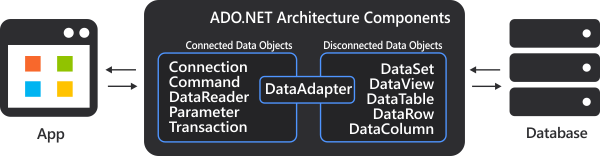 ADO.NET Architecture Components
Connected Data Objects
Disconnected Data Objects
Connection
Command
DataReader
Parameter
Transaction
DataAdapter
DataSet
DataView
DataTable
DataRow
DataColumn
App
Database